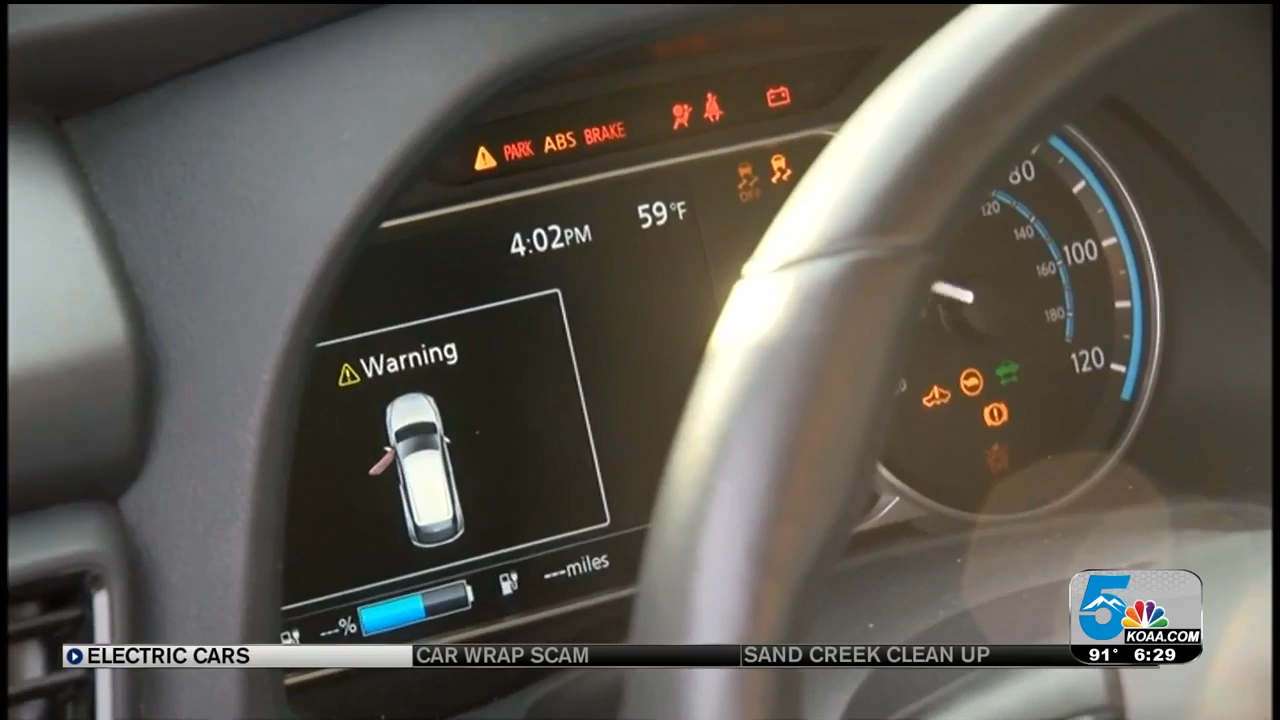 PARK ABS BRAKE
OFF
4:02PM 59°F
Warning
---% ---miles
80
100
120
120
140
160
180
ELECTRIC CARS CAR WRAP SCAM SAND CREEK CLEAN UP
5
KOAA.COM
91° 6:29